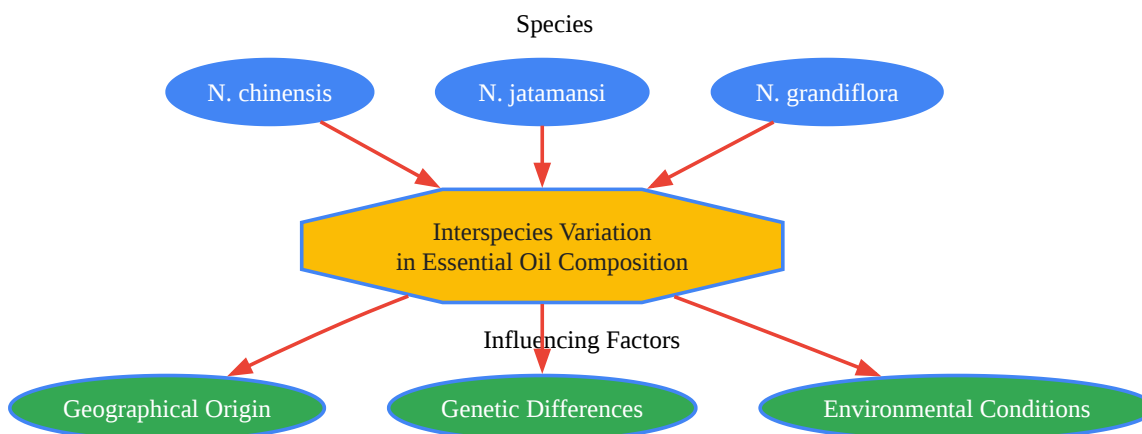 Species
N. chinensis
N. jatamansi
N. grandiflora
Interspecies Variation
in Essential Oil Composition
Influencing Factors
Geographical Origin
Genetic Differences
Environmental Conditions